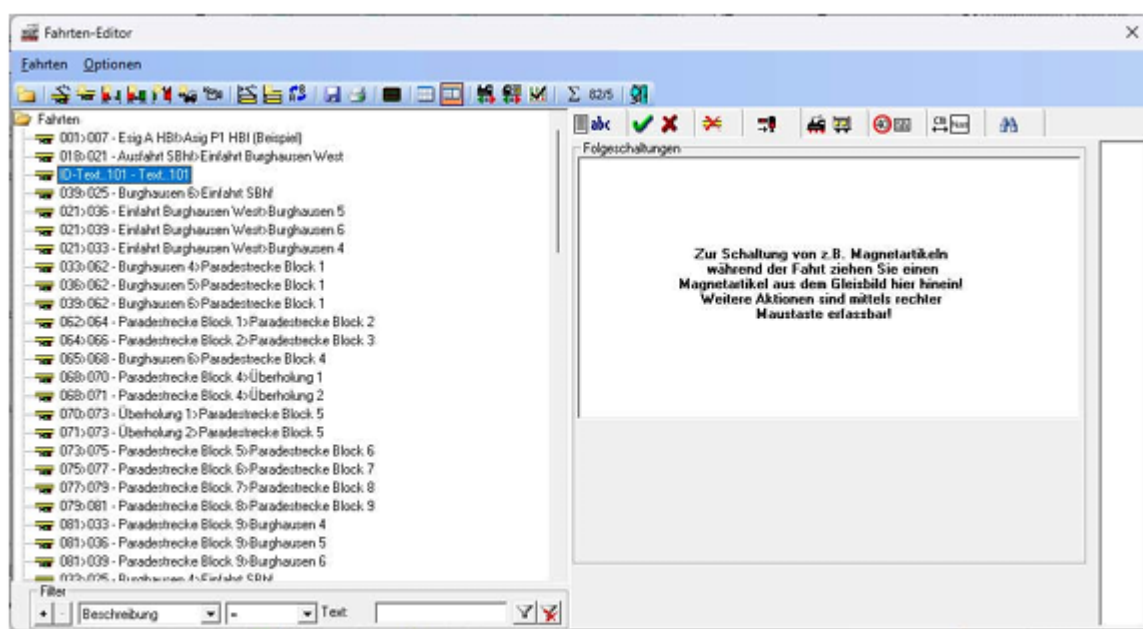 Fahrten-Editor
Fahrten Optionen
Σ 82/5
Fahrten
001>007 - Esig A HBf>Asig P1 HBf (Beispiel)
018>021 - Ausfahrt SBhf>Einfahrt Burghausen West
ID-Text..101 - Text..101
039>025 - Burghausen 6>Einfahrt SBhf
021>036 - Einfahrt Burghausen West>Burghausen 5
021>039 - Einfahrt Burghausen West>Burghausen 6
021>033 - Einfahrt Burghausen West>Burghausen 4
033>062 - Burghausen 4>Paradestrecke Block 1
036>062 - Burghausen 5>Paradestrecke Block 1
039>062 - Burghausen 6>Paradestrecke Block 1
062>064 - Paradestrecke Block 1>Paradestrecke Block 2
064>066 - Paradestrecke Block 2>Paradestrecke Block 3
065>068 - Burghausen 6>Paradestrecke Block 4
068>070 - Paradestrecke Block 4>Überholung 1
068>071 - Paradestrecke Block 4>Überholung 2
070>073 - Überholung 1>Paradestrecke Block 5
071>073 - Überholung 2>Paradestrecke Block 5
073>075 - Paradestrecke Block 5>Paradestrecke Block 6
075>077 - Paradestrecke Block 6>Paradestrecke Block 7
077>079 - Paradestrecke Block 7>Paradestrecke Block 8
079>081 - Paradestrecke Block 8>Paradestrecke Block 9
081>033 - Paradestrecke Block 9>Burghausen 4
081>036 - Paradestrecke Block 9>Burghausen 5
081>039 - Paradestrecke Block 9>Burghausen 6
033>025 - Burghausen 4>Einfahrt SBhf
Filter
+ - Beschreibung = Text
abc
Folgeschaltungen
Zur Schaltung von z.B. Magnetartikeln
während der Fahrt ziehen Sie einen
Magnetartikel aus dem Gleisbild hier hinein!
Weitere Aktionen sind mittels rechter
Maustaste erfassbar!